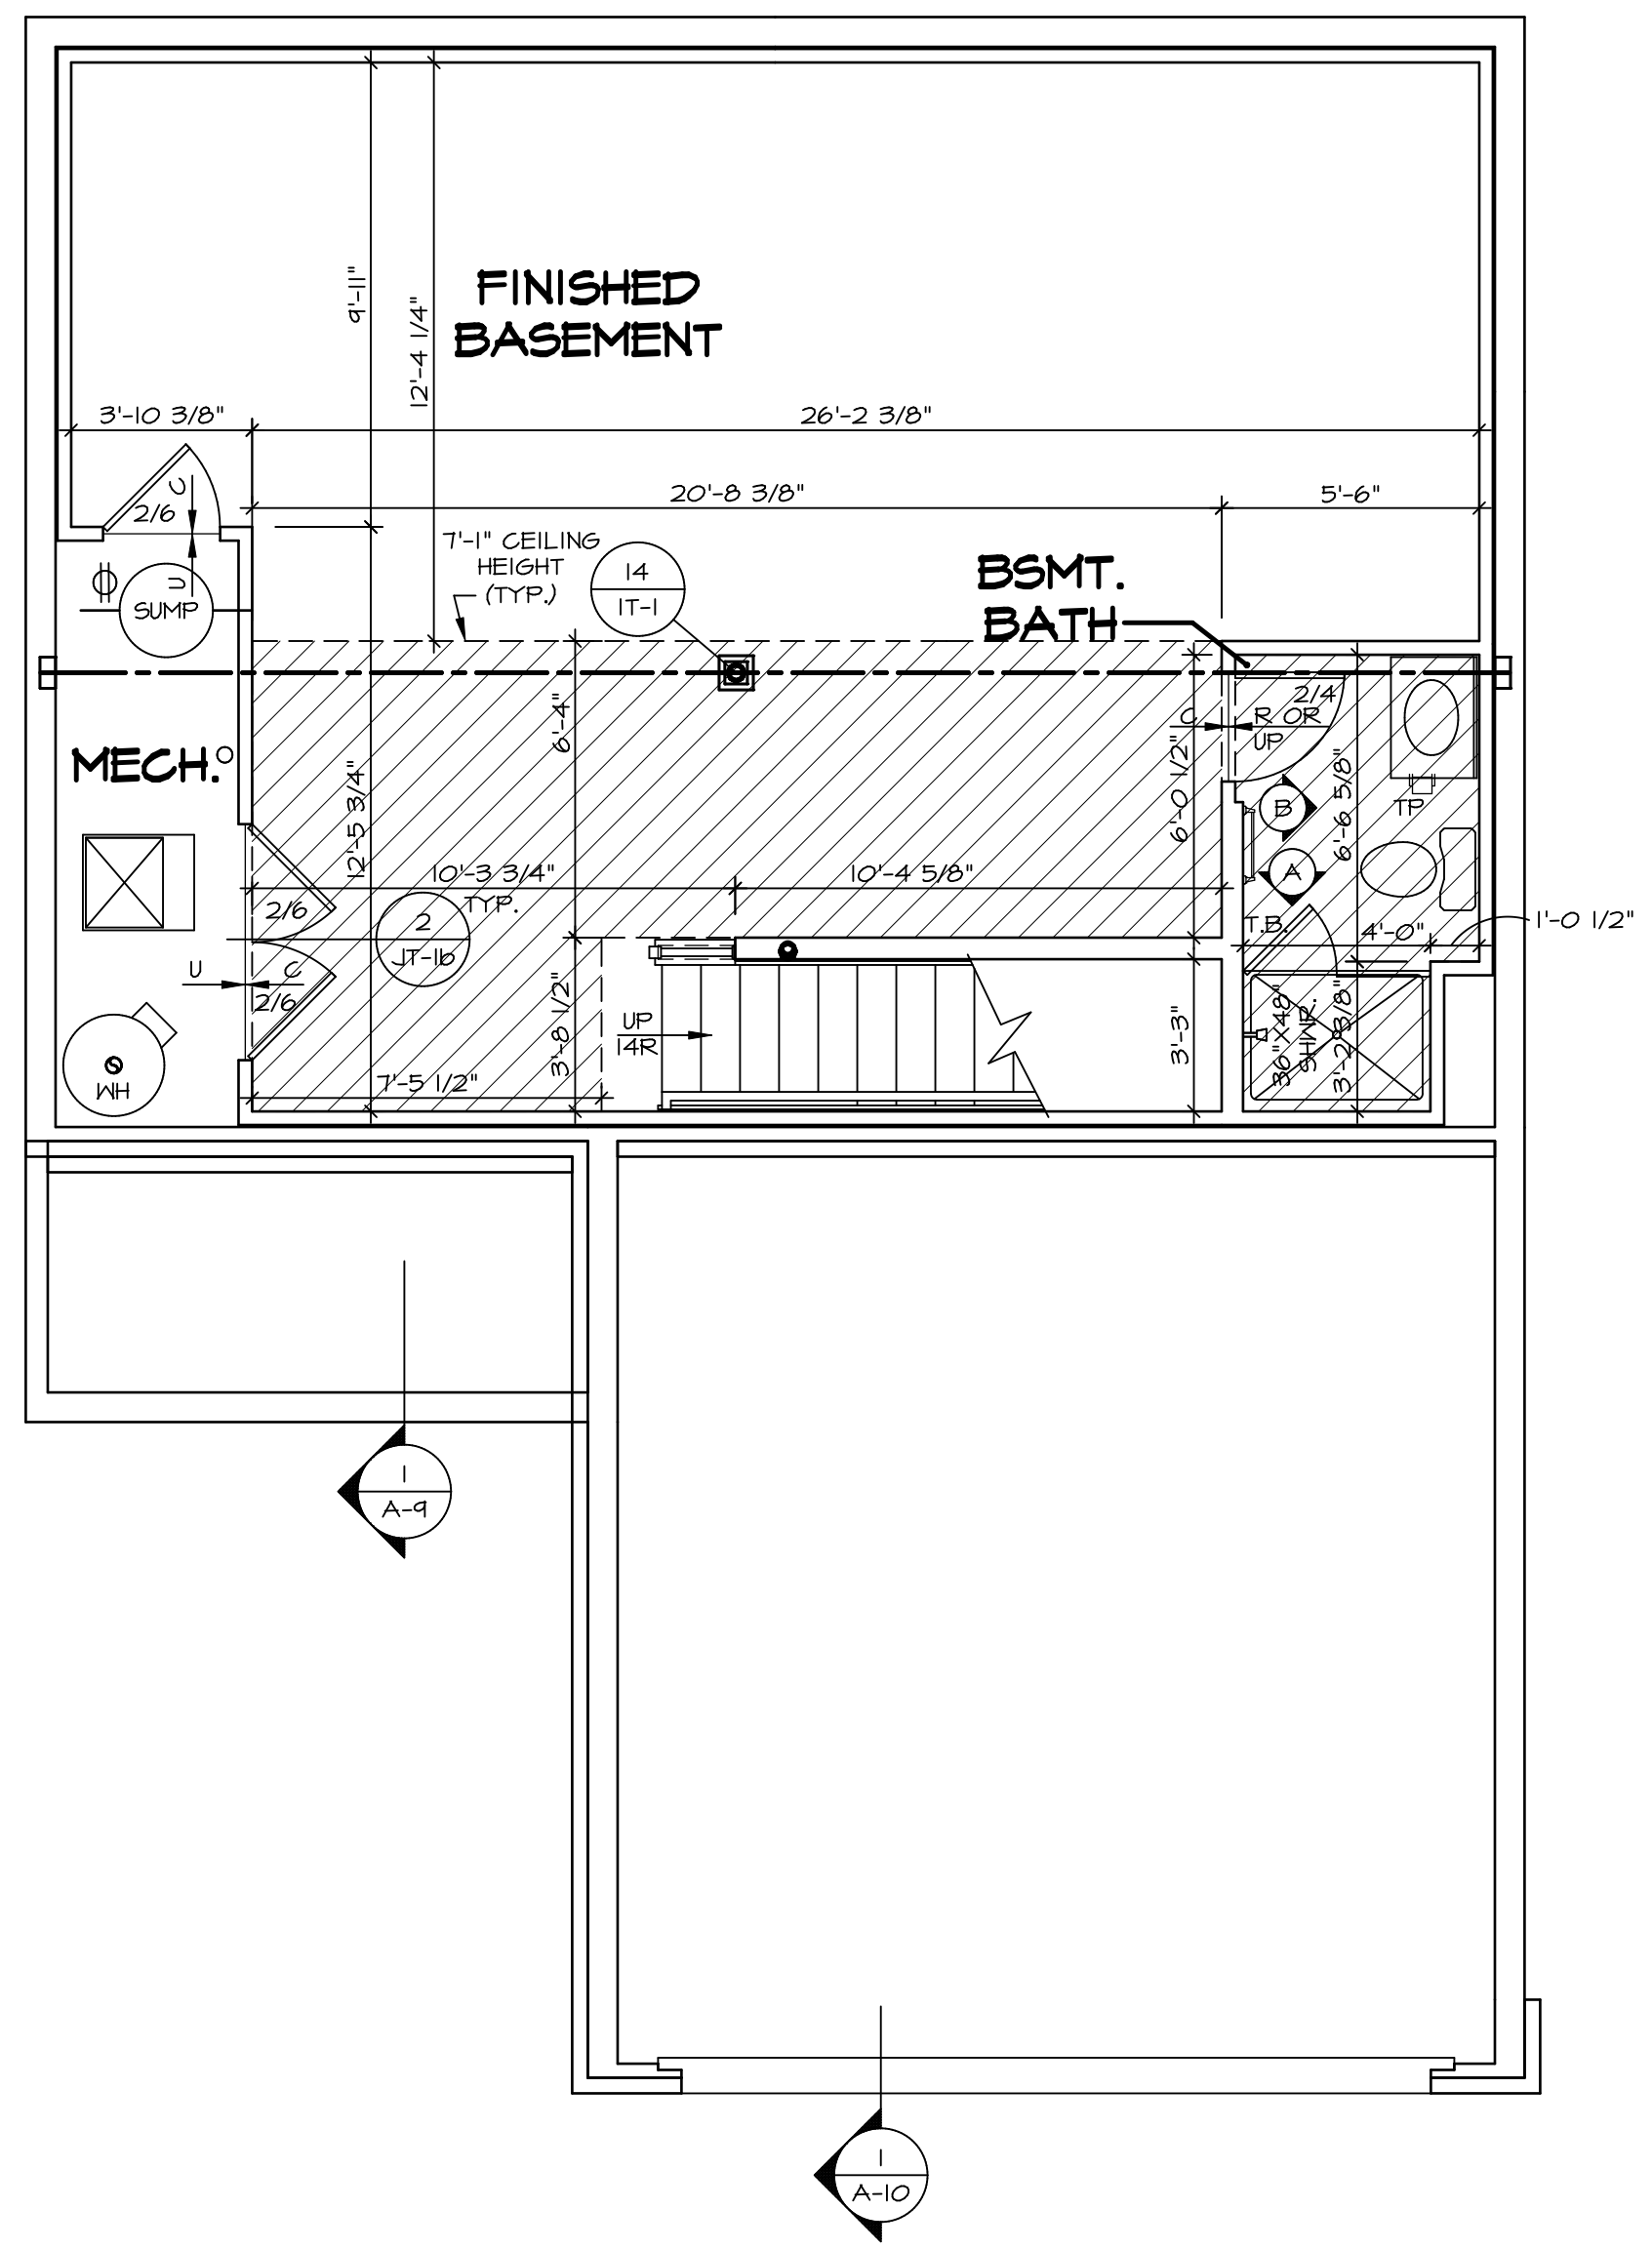 9'-11"
12'-4 1/4"
FINISHED
BASEMENT
3'-10 3/8"
26'-2 3/8"
20'-8 3/8"
5'-6"
C
2/6
U
7'-1" CEILING
HEIGHT
(TYP.)
14
IT-1
BSMT.
BATH
SUMP
MECH.
6'-4"
12'-5 3/4"
2/4
C
R OR
UP
6'-0 1/2"
6'-6 5/8"
B
TP
A
10'-3 3/4"
TYP.
10'-4 5/8"
2/6
2
JT-1b
U
C
2/6
T.B.
4'-0"
1'-0 1/2"
3'-8 1/2"
UP
14R
3'-3"
36"X48"
SHWR.
3'-2 3/8"
WH
7'-5 1/2"
1
A-9
1
A-10